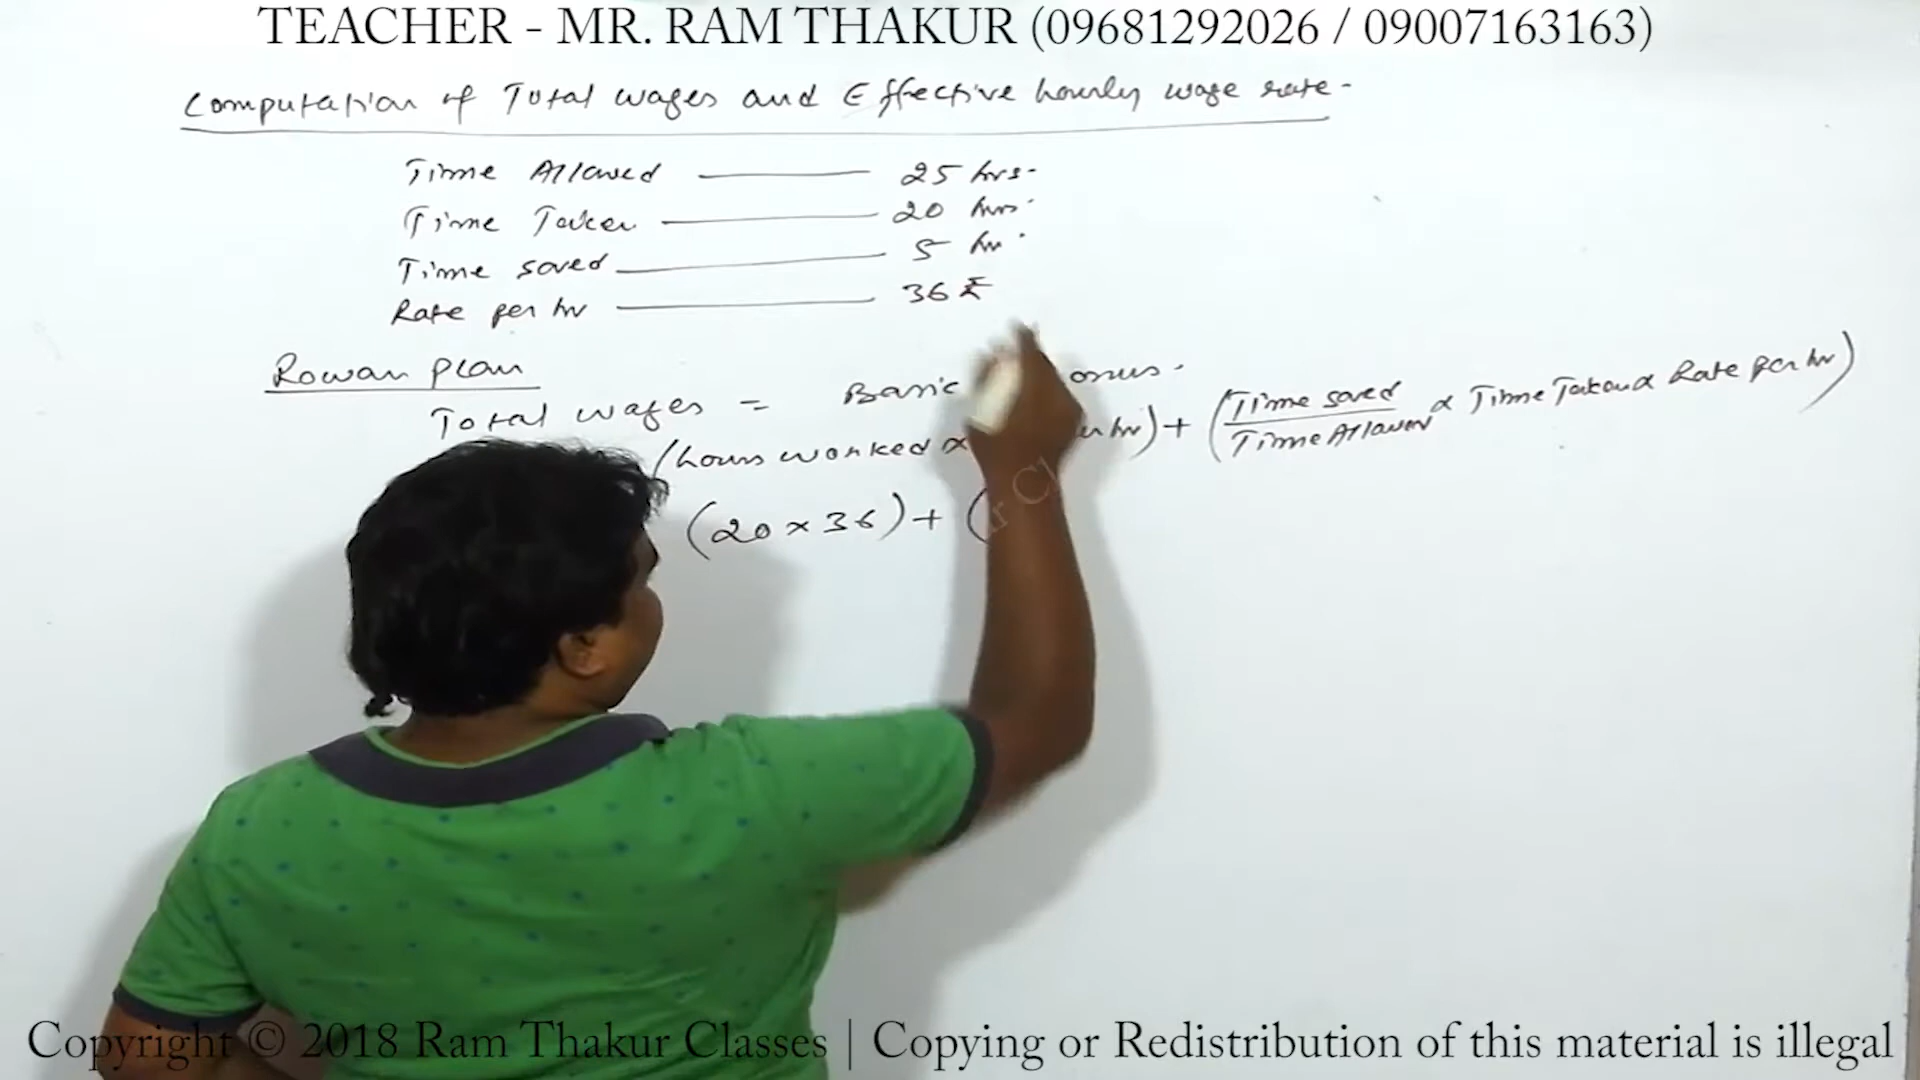 TEACHER - MR. RAM THAKUR (09681292026 / 09007163163)
Computation of Total wages and Effective hourly wage rate -
Time Allowed 25 hrs.
Time Taken 20 hrs.
Time saved 5 hr.
Rate per hr 36 ₹
Rowan Plan
Total wages = Basic
(hours worked × hr) + (Time saved / Time Allowed × Time Taken × Rate per hr)
(20 × 36) + (
Copyright © 2018 Ram Thakur Classes | Copying or Redistribution of this material is illegal